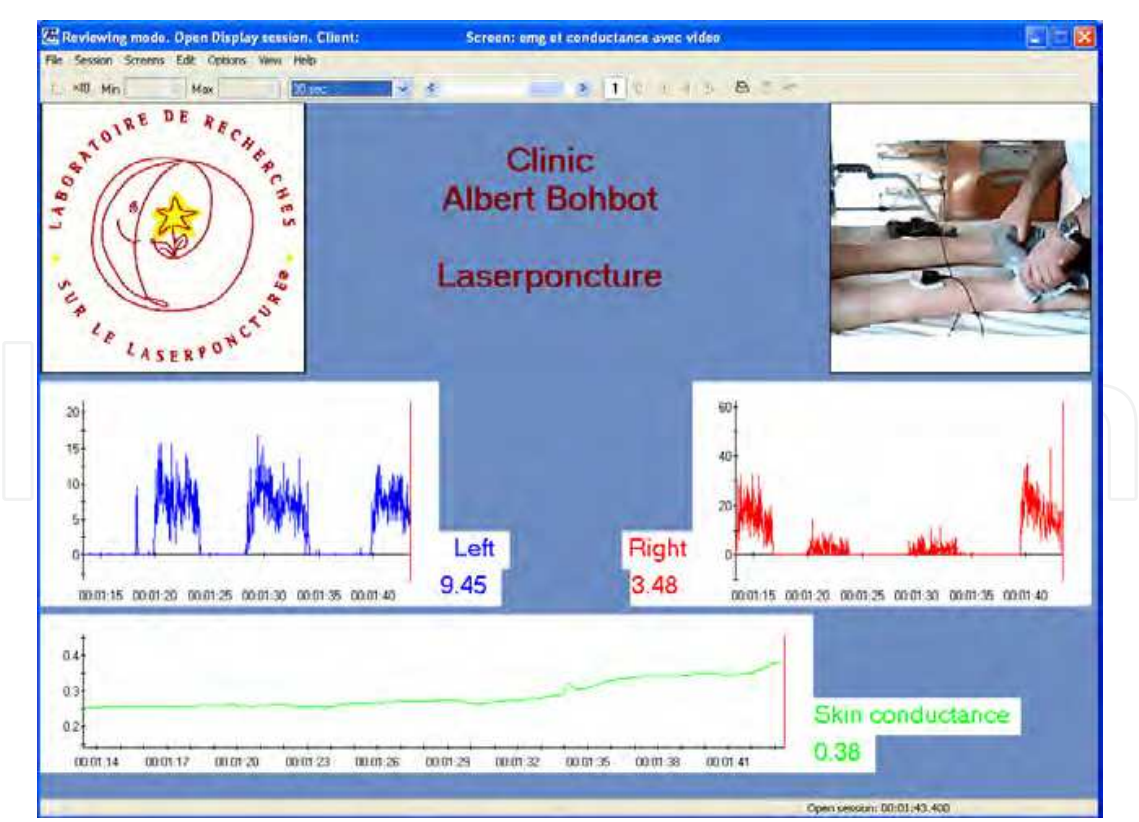 Reviewing mode. Open Display session. Client: Screen: emg et conductance avec video
File Session Screens Edit Options View Help
Min Max 30 sec 1
LABORATOIRE DE RECHERCHES
SUR LE LASERPONCTURE
Clinic
Albert Bohbot
Laserponcture
20
15
10
5
0
00:01:15 00:01:20 00:01:25 00:01:30 00:01:35 00:01:40
Left
9.45
60
40
20
0
00:01:15 00:01:20 00:01:25 00:01:30 00:01:35 00:01:40
Right
3.48
0.4
0.3
0.2
00:01:14 00:01:17 00:01:20 00:01:23 00:01:26 00:01:29 00:01:32 00:01:35 00:01:38 00:01:41
Skin conductance
0.38
Open session: 00:01:43.400